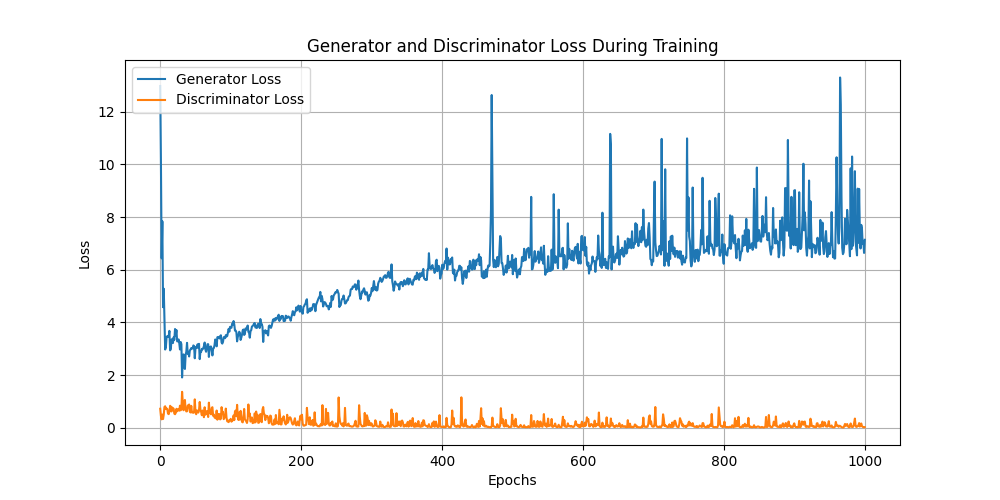 Generator and Discriminator Loss During Training
Generator Loss
Discriminator Loss
12
10
8
6
4
2
0
Loss
0 200 400 600 800 1000
Epochs